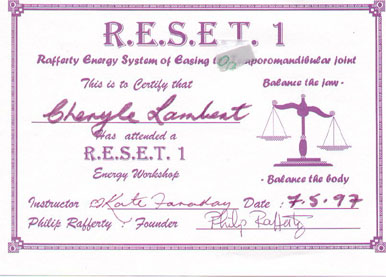 R.E.S.E.T. 1
Rafferty Energy System of Easing t poromandibular joint
This is to Certify that
Balance the jaw -
Cheryle Lambert
Has attended a
R.E.S.E.T. 1
Energy Workshop
- Balance the body
Instructor Kate Faraday Date : 7.5.97
Philip Rafferty : Founder Philip Rafferty